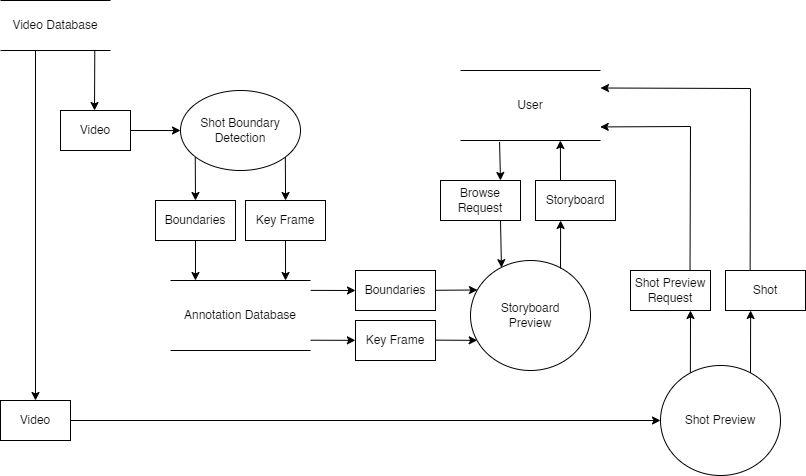 Video Database
User
Video
Shot Boundary
Detection
Browse
Request
Storyboard
Boundaries
Key Frame
Boundaries
Key Frame
Annotation Database
Storyboard
Preview
Shot Preview
Request
Shot
Video
Shot Preview